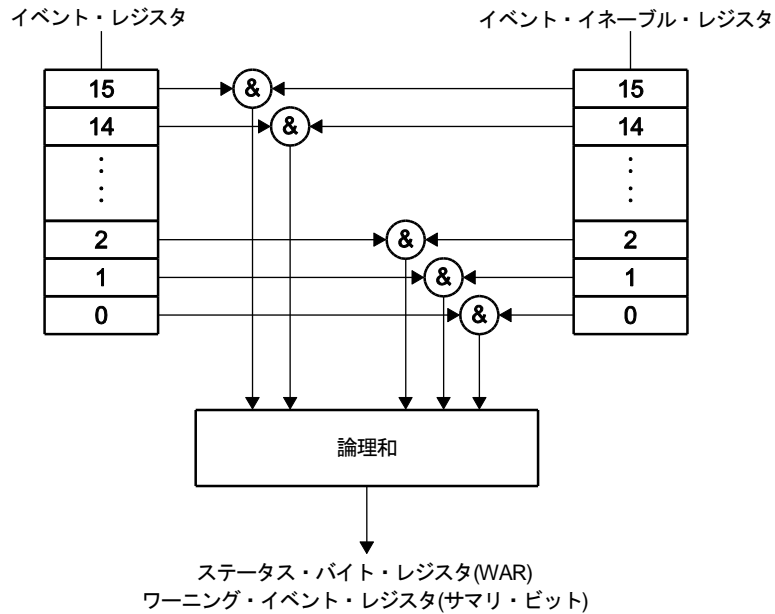 イベント・レジスタ
イベント・イネーブル・レジスタ
15 & 15
14 & 14
2 & 2
1 & 1
0 & 0
論理和
ステータス・バイト・レジスタ(WAR)
ワーニング・イベント・レジスタ(サマリ・ビット)